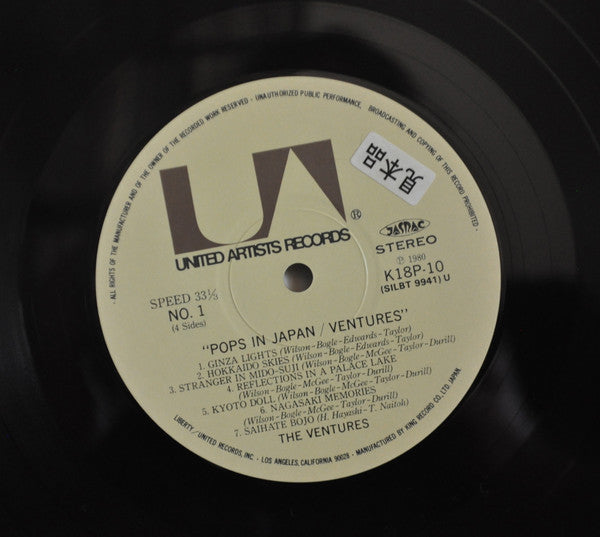 · ALL RIGHTS OF THE MANUFACTURER AND OF THE OWNER OF THE RECORDED WORK RESERVED · UNAUTHORIZED PUBLIC PERFORMANCE, BROADCASTING AND COPYING OF THIS RECORD PROHIBITED ·
UA
®
UNITED ARTISTS RECORDS
見本品
JASRAC
STEREO
Ⓟ 1980
K18P-10
(SILBT 9941) U
SPEED 33⅓
NO. 1
(4 Sides)
"POPS IN JAPAN / VENTURES"
1. GINZA LIGHTS (Wilson-Bogle-Edwards-Taylor)
2. HOKKAIDO SKIES (Wilson-Bogle-Edwards-Taylor)
3. STRANGER IN MIDO-SUJI (Wilson-Bogle-McGee-Taylor-Durill)
4. REFLECTIONS IN A PALACE LAKE
(Wilson-Bogle-McGee-Taylor-Durill)
5. KYOTO DOLL (Wilson-Bogle-McGee-Taylor-Durill)
6. NAGASAKI MEMORIES
(Wilson-Bogle-McGee-Taylor-Durill)
7. SAIHATE BOJO (H. Hayashi-T. Naitoh)
THE VENTURES
LIBERTY/UNITED RECORDS, INC. · LOS ANGELES, CALIFORNIA 90028 · MANUFACTURED BY KING RECORD CO., LTD. JAPAN